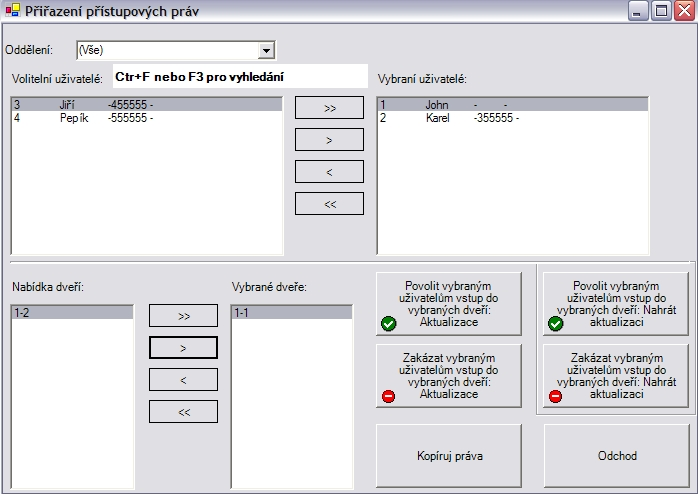 Přiřazení přístupových práv
Oddělení:
(Vše)
Volitelní uživatelé:
Ctr+F nebo F3 pro vyhledání
Vybraní uživatelé:
3 Jiří -455555 -
4 Pepík -555555 -
>>
>
<
<<
1 John - -
2 Karel -355555 -
Nabídka dveří:
1-2
>>
>
<
<<
Vybrané dveře:
1-1
Povolit vybraným
uživatelům vstup do
vybraných dveří:
Aktualizace
Povolit vybraným
uživatelům vstup do
vybraných dveří: Nahrát
aktualizaci
Zakázat vybraným
uživatelům vstup do
vybraných dveří:
Aktualizace
Zakázat vybraným
uživatelům vstup do
vybraných dveří: Nahrát
aktualizaci
Kopíruj práva
Odchod